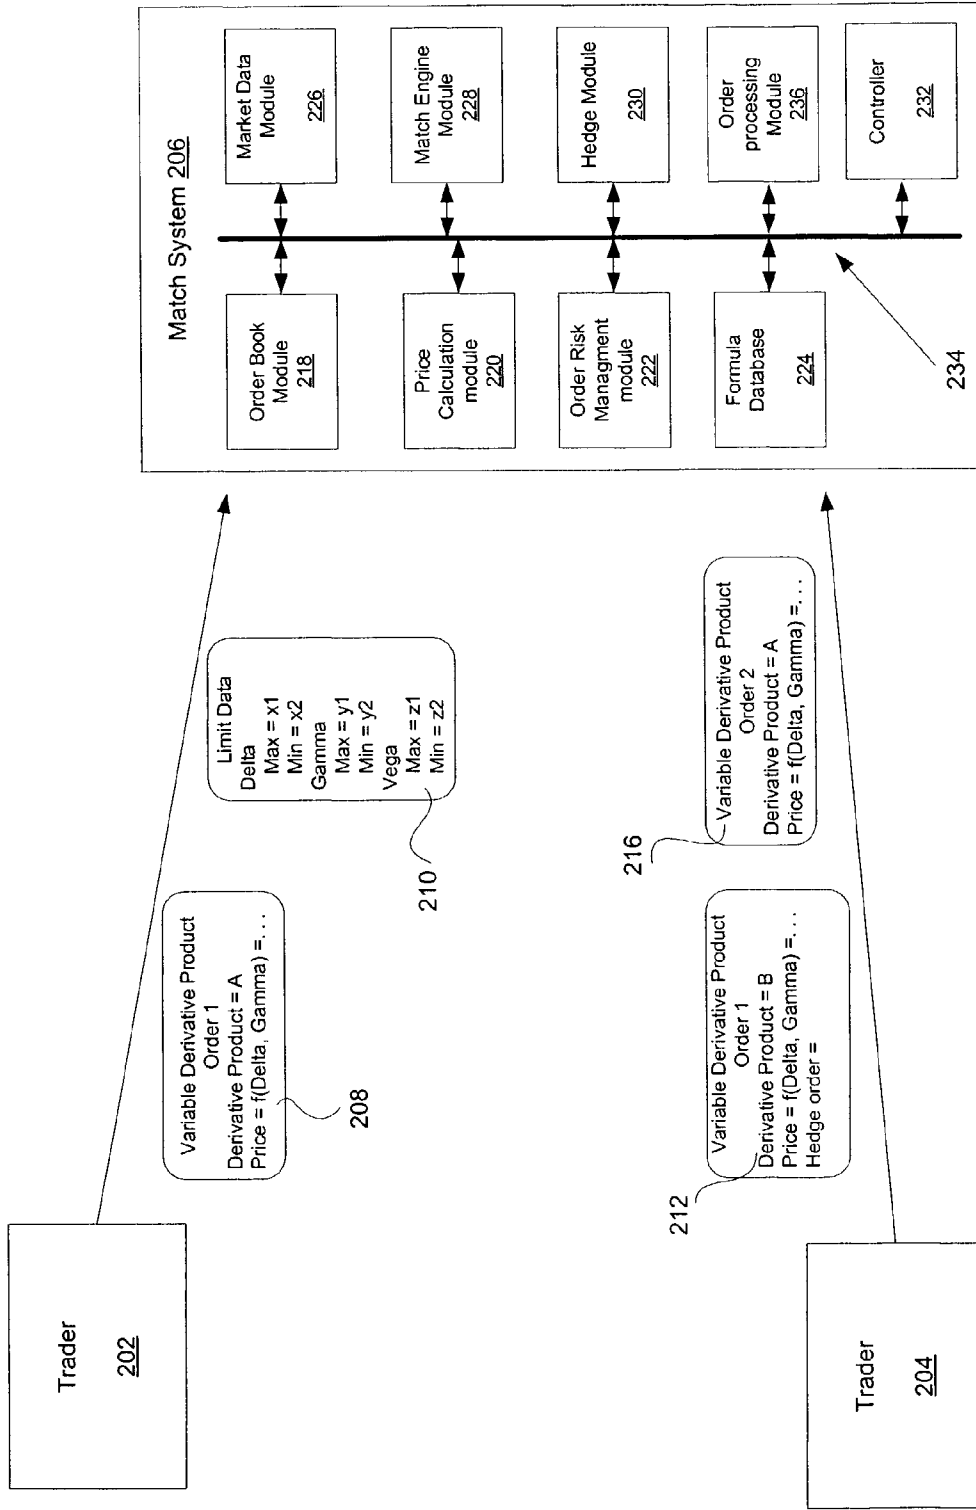 Trader
202
Variable Derivative Product
Order 1
Derivative Product = A
Price = f(Delta, Gamma) =. . .
208
Limit Data
Delta
Max = x1
Min = x2
Gamma
Max = y1
Min = y2
Vega
Max = z1
Min = z2
210
Trader
204
Variable Derivative Product
Order 1
Derivative Product = B
Price = f(Delta, Gamma) =. . .
Hedge order =
212
Variable Derivative Product
Order 2
Derivative Product = A
Price = f(Delta, Gamma) =. . .
216
Match System 206
Order Book
Module
218
Price
Calculation
module
220
Order Risk
Managment
module
222
Formula
Database
224
Market Data
Module
226
Match Engine
Module
228
Hedge Module
230
Order
processing
Module
236
Controller
232
234